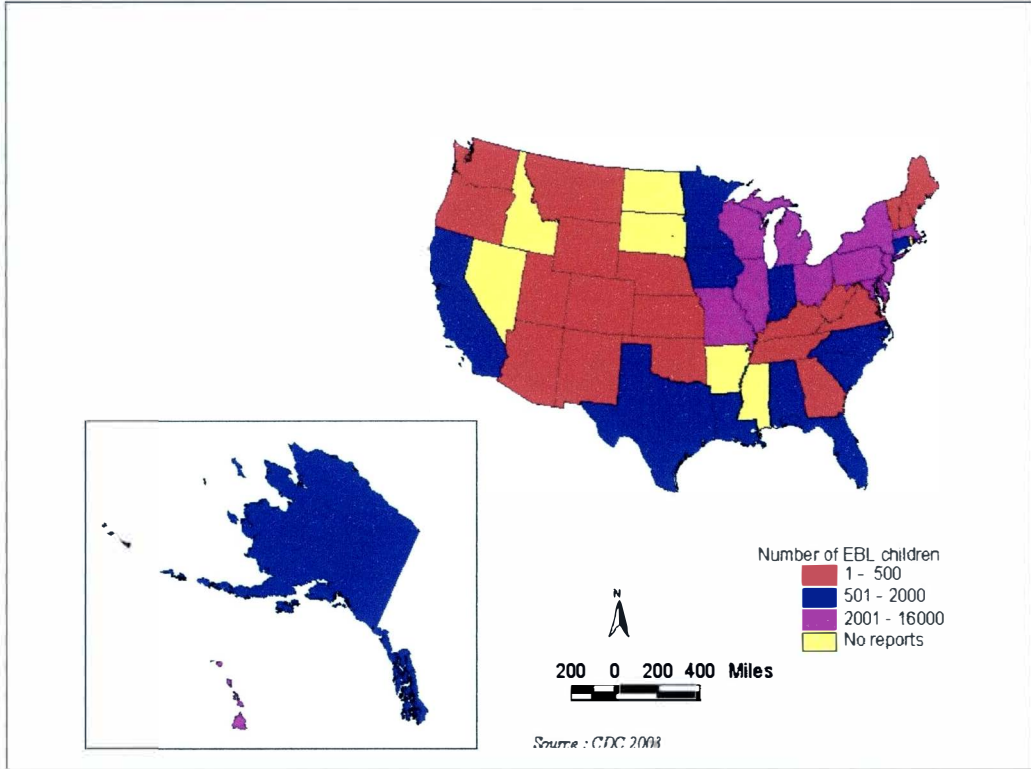 Number of EBL children
1 - 500
501 - 2000
2001 - 16000
No reports
N
200 0 200 400 Miles
Source : CDC 2003